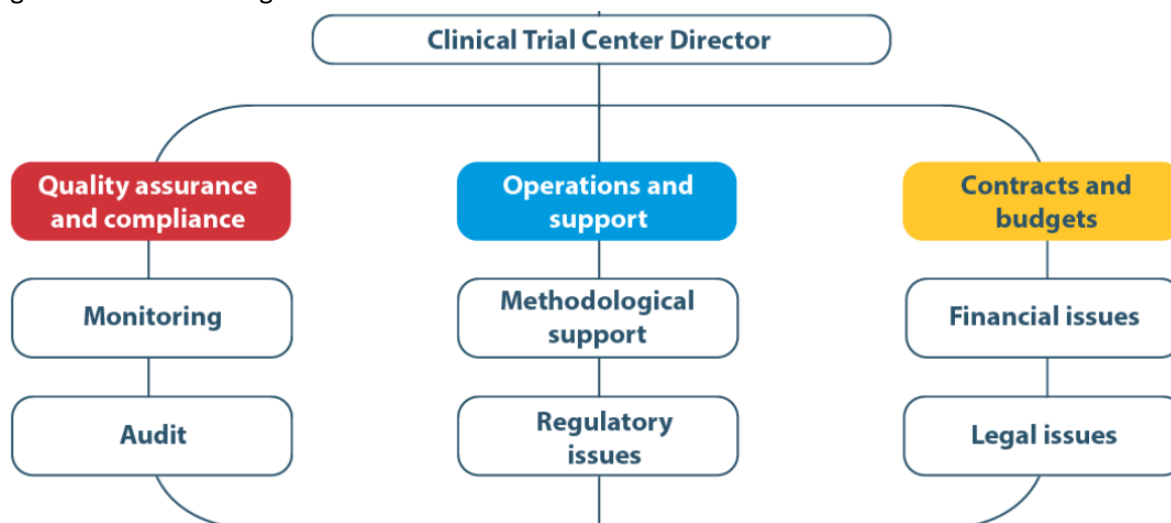 Clinical Trial Center Director
Quality assurance
and compliance
Operations and
support
Contracts and
budgets
Monitoring
Methodological
support
Financial issues
Audit
Regulatory
issues
Legal issues